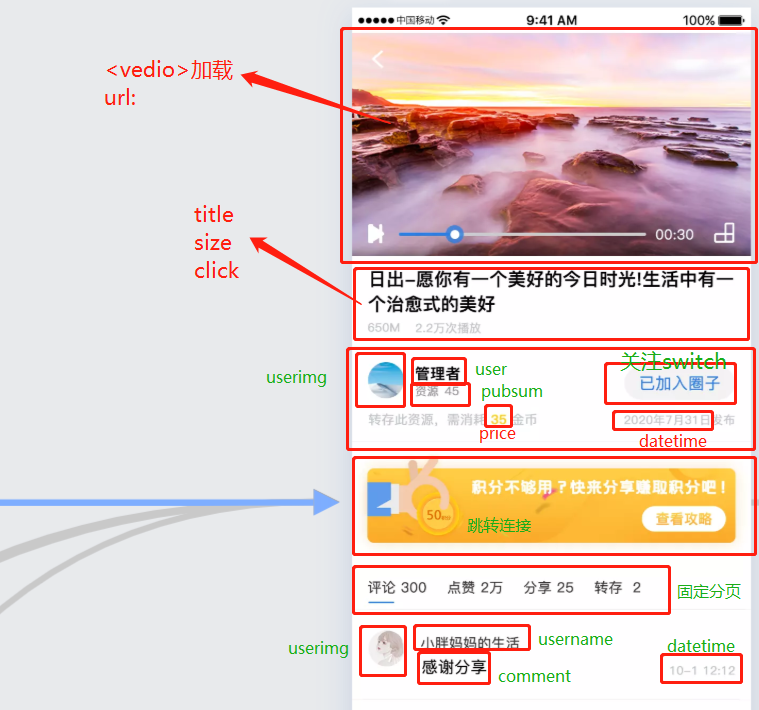 中国移动 9:41 AM 100%
<vedio>加载
url:
00:30
title
size
click
日出-愿你有一个美好的今日时光!生活中有一
个治愈式的美好
650M 2.2万次播放
关注switch
userimg
管理者
user
已加入圈子
资源 45
pubsum
转存此资源，需消耗 35 金币
2020年7月31日发布
price
datetime
积分不够用？快来分享赚取积分吧！
50
查看攻略
跳转连接
评论 300 点赞 2万 分享 25 转存 2
固定分页
userimg
小胖妈妈的生活
username
datetime
感谢分享
comment
10-1 12:12